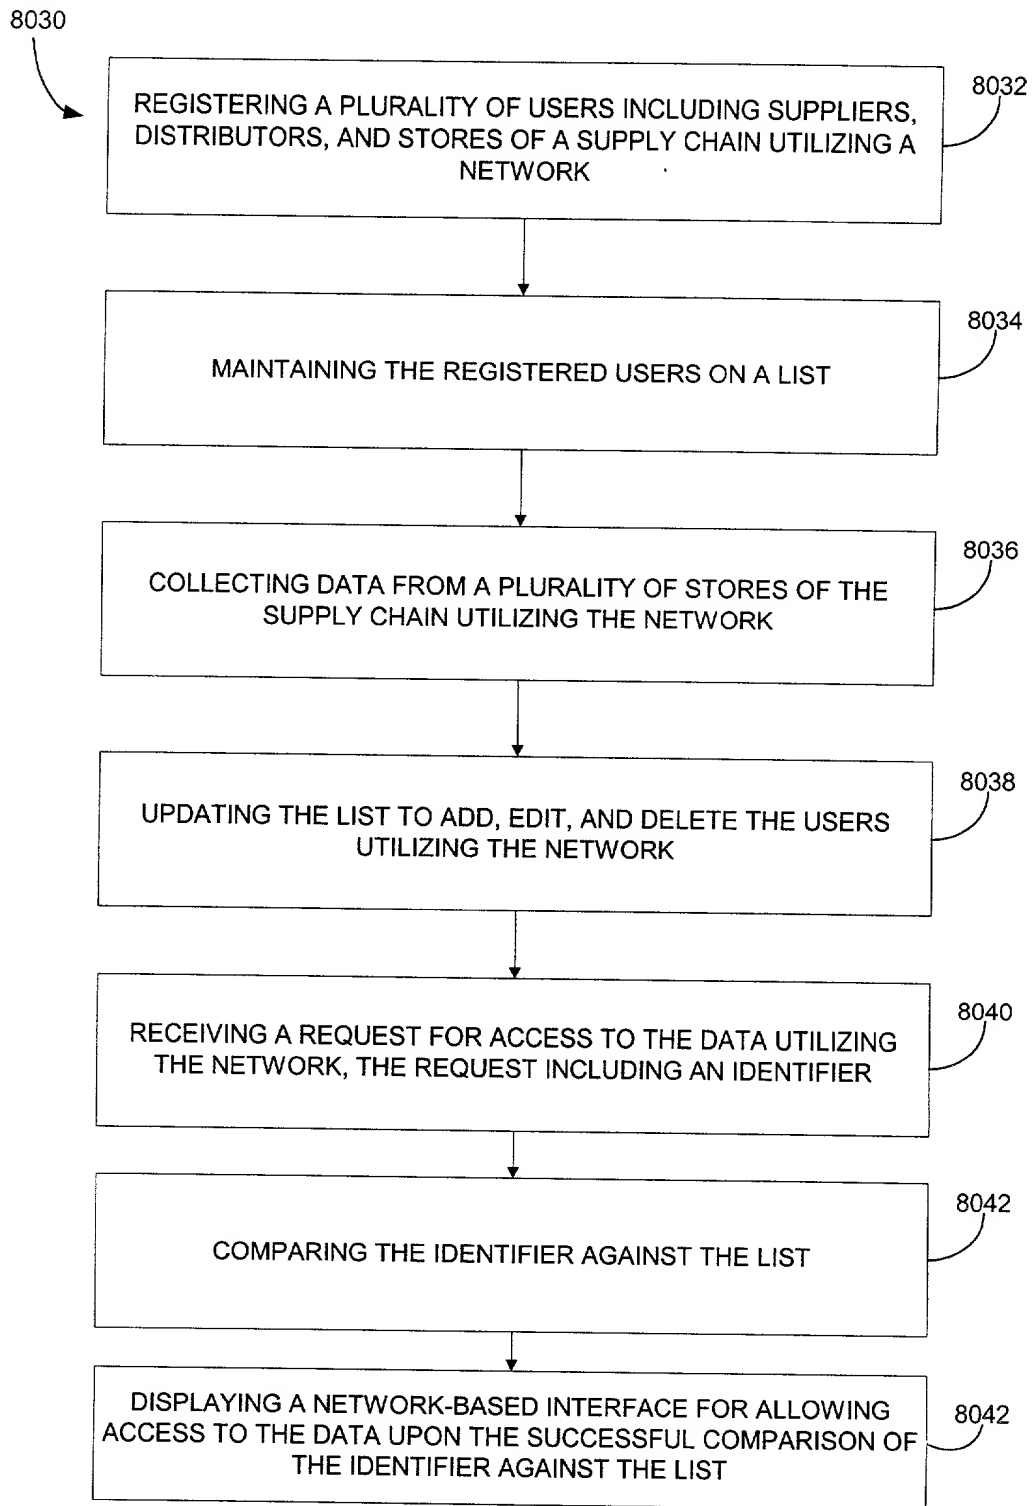 8030
REGISTERING A PLURALITY OF USERS INCLUDING SUPPLIERS,
DISTRIBUTORS, AND STORES OF A SUPPLY CHAIN UTILIZING A
NETWORK
8032
MAINTAINING THE REGISTERED USERS ON A LIST
8034
COLLECTING DATA FROM A PLURALITY OF STORES OF THE
SUPPLY CHAIN UTILIZING THE NETWORK
8036
UPDATING THE LIST TO ADD, EDIT, AND DELETE THE USERS
UTILIZING THE NETWORK
8038
RECEIVING A REQUEST FOR ACCESS TO THE DATA UTILIZING
THE NETWORK, THE REQUEST INCLUDING AN IDENTIFIER
8040
COMPARING THE IDENTIFIER AGAINST THE LIST
8042
DISPLAYING A NETWORK-BASED INTERFACE FOR ALLOWING
ACCESS TO THE DATA UPON THE SUCCESSFUL COMPARISON OF
THE IDENTIFIER AGAINST THE LIST
8042